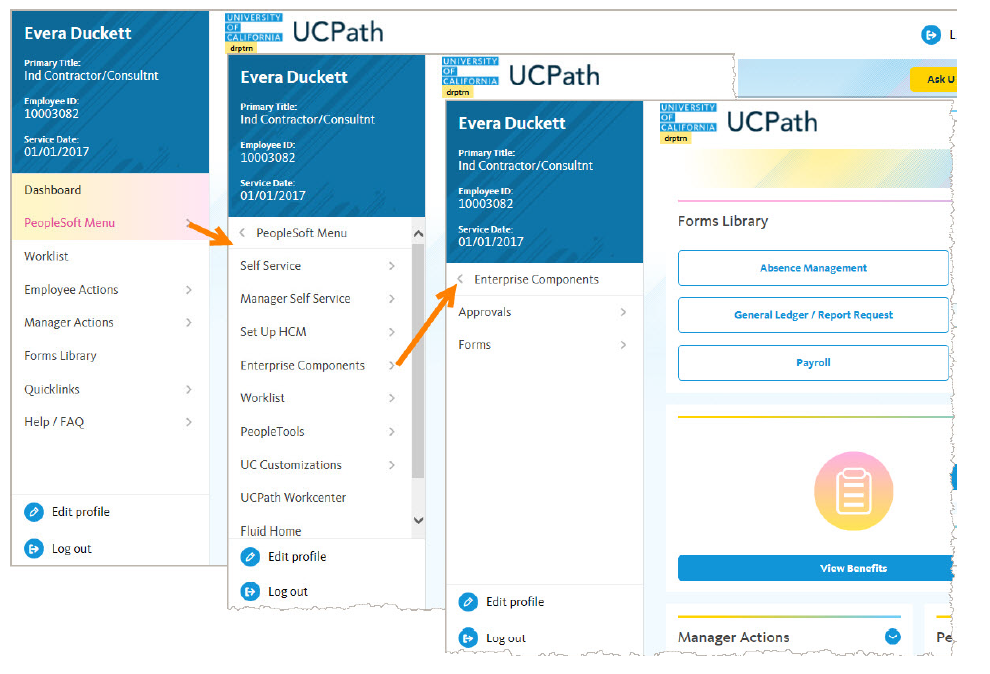 Evera Duckett
Primary Title:
Ind Contractor/Consultnt
Employee ID:
10003082
Service Date:
01/01/2017
Dashboard
PeopleSoft Menu
Worklist
Employee Actions
Manager Actions
Forms Library
Quicklinks
Help / FAQ
Edit profile
Log out
UNIVERSITY
OF
CALIFORNIA
UCPath
drptrn
L
Evera Duckett
Primary Title:
Ind Contractor/Consultnt
Employee ID:
10003082
Service Date:
01/01/2017
PeopleSoft Menu
Self Service
Manager Self Service
Set Up HCM
Enterprise Components
Worklist
PeopleTools
UC Customizations
UCPath Workcenter
Fluid Home
Edit profile
Log out
UNIVERSITY
OF
CALIFORNIA
UCPath
drptrn
Ask U
Evera Duckett
Primary Title:
Ind Contractor/Consultnt
Employee ID:
10003082
Service Date:
01/01/2017
Enterprise Components
Approvals
Forms
Edit profile
Log out
UNIVERSITY
OF
CALIFORNIA
UCPath
drptrn
Forms Library
Absence Management
General Ledger / Report Request
Payroll
View Benefits
Manager Actions
Pe